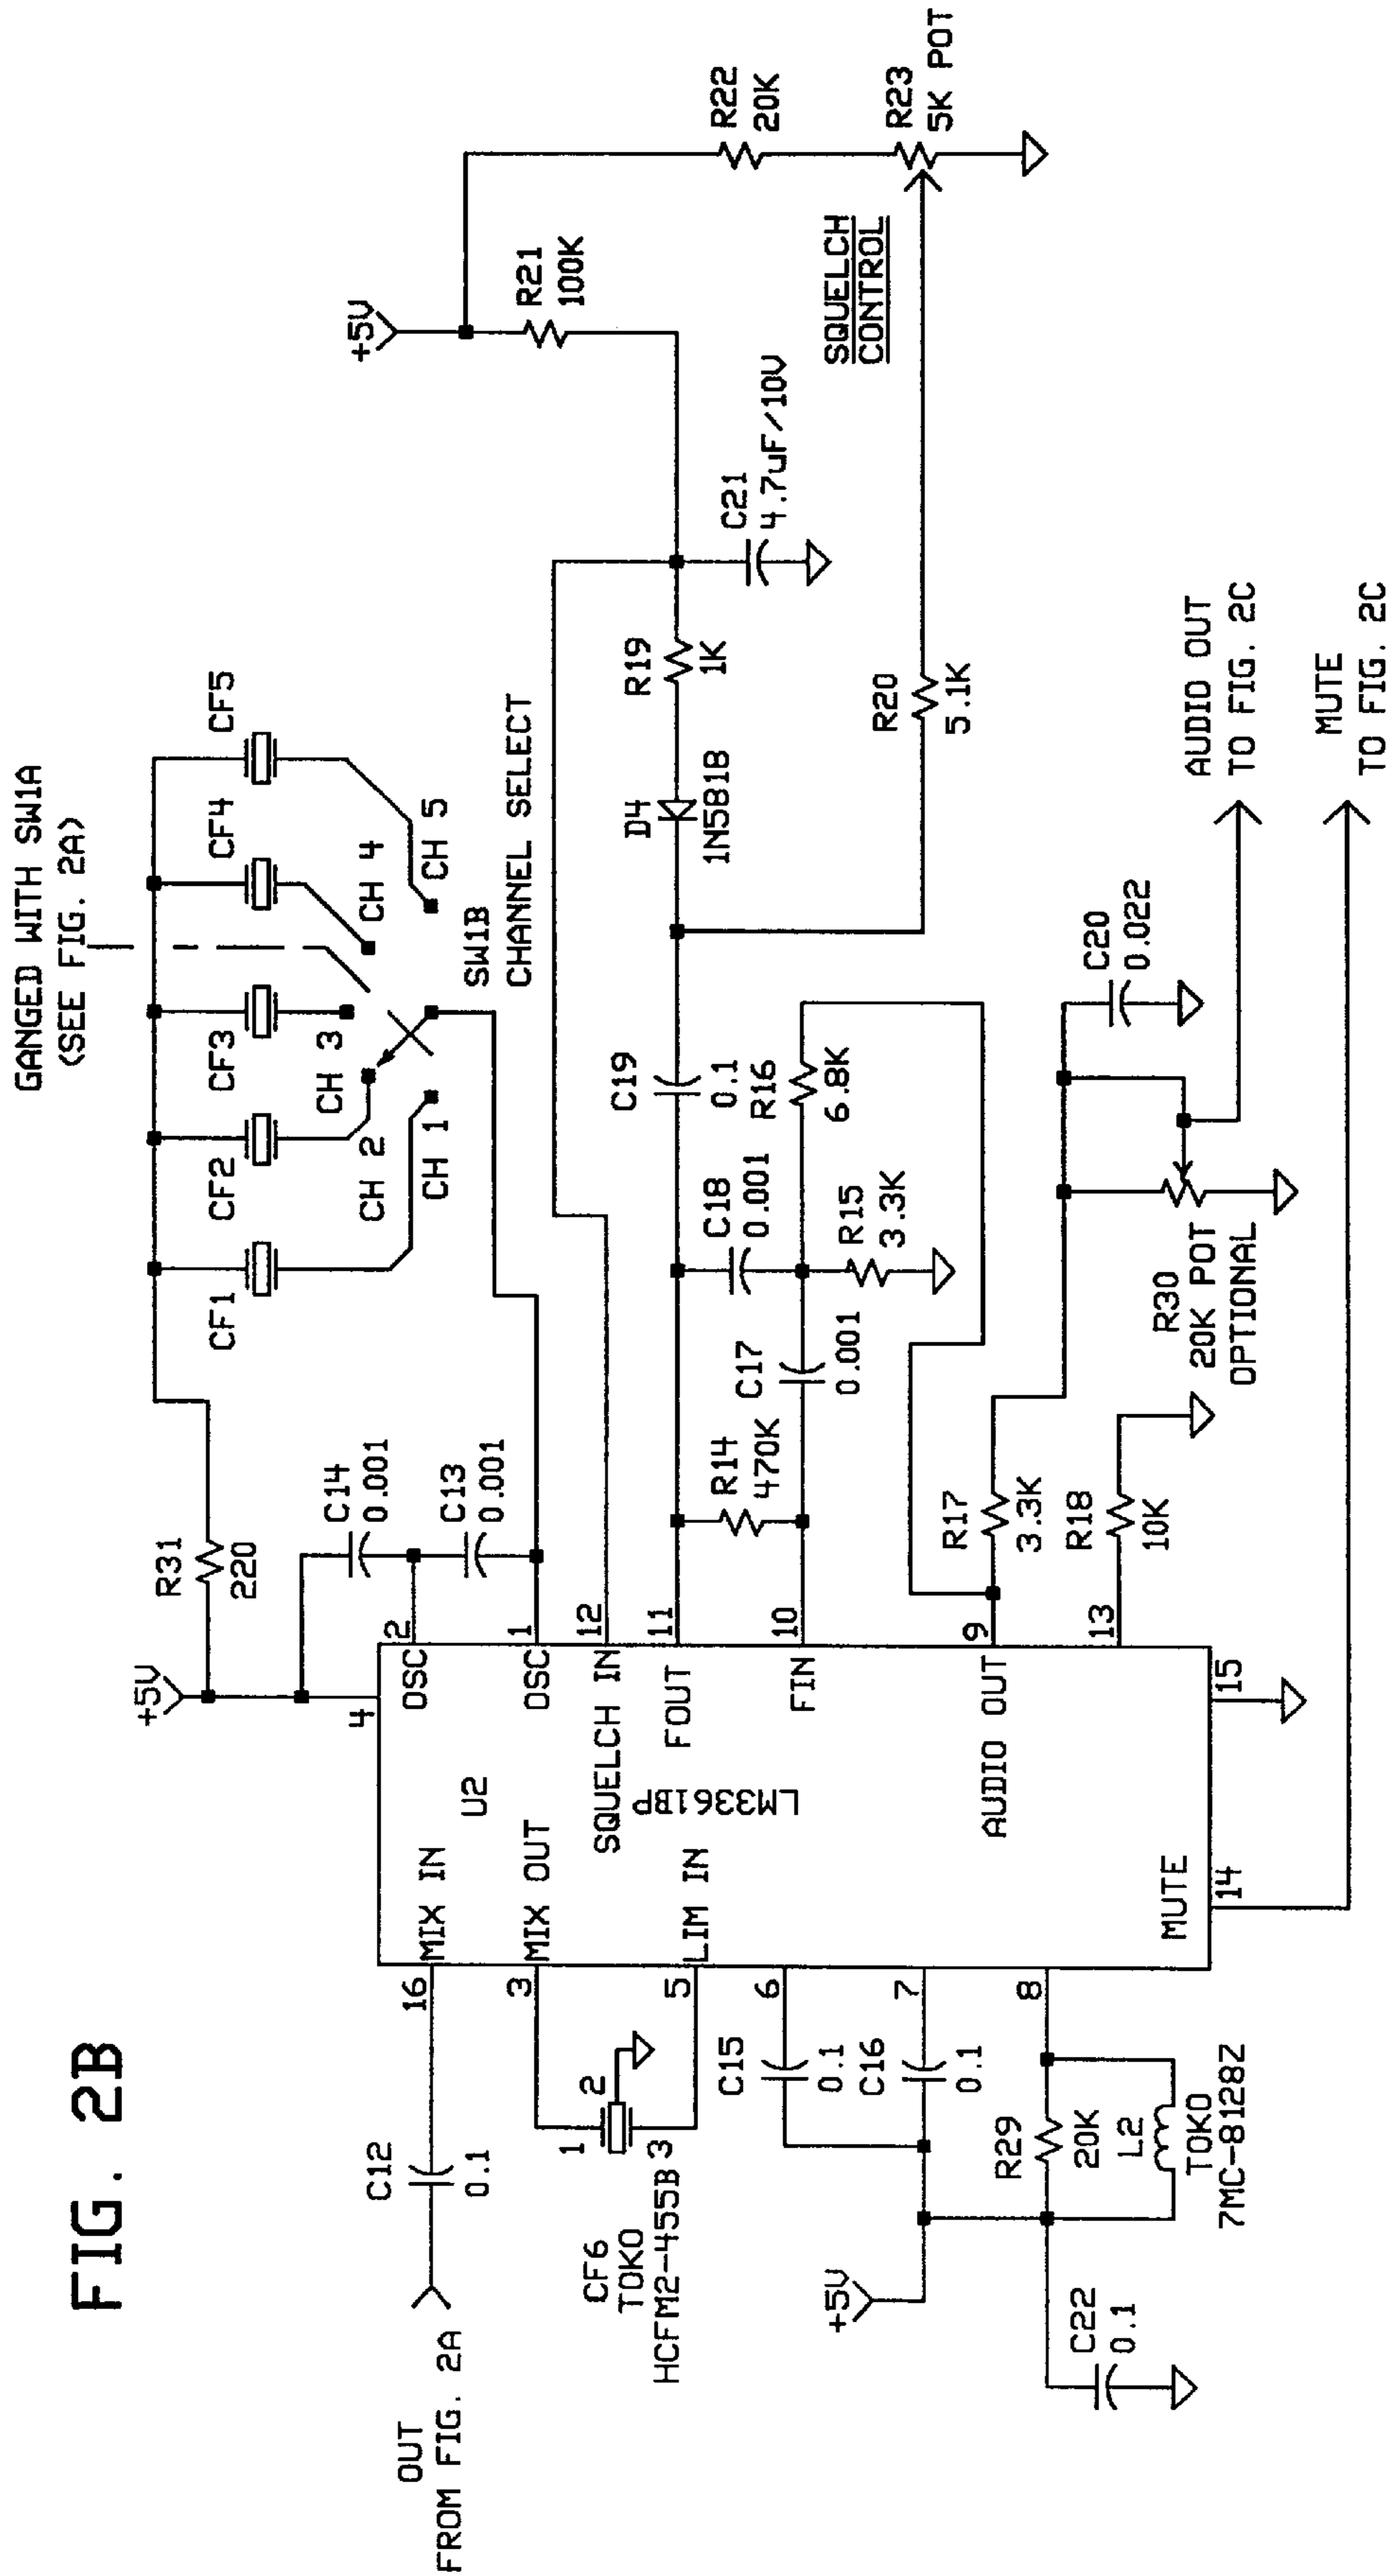 FIG. 2B
GANGED WITH SW1A
(SEE FIG. 2A)
CF1
CF2
CF3
CF4
CF5
CH 1
CH 2
CH 3
CH 4
CH 5
SW1B
CHANNEL SELECT
+5V
R31
220
C14
0.001
C13
0.001
OUT
FROM FIG. 2A
C12
0.1
16
MIX IN
3
MIX OUT
5
LIM IN
CF6
TOKO
HCFM2-455B
1
2
3
U2
LM3361BP
4
2
OSC
1
OSC
12
SQUELCH IN
11
FOUT
10
FIN
9
AUDIO OUT
13
15
14
MUTE
6
7
8
C15
0.1
C16
0.1
+5V
R29
20K
L2
TOKO
7MC-8128Z
C22
0.1
R14
470K
C17
0.001
C18
0.001
R15
3.3K
C19
0.1
R16
6.8K
D4
1N5818
R19
1K
C21
4.7uF/10V
+5V
R21
100K
R22
20K
R23
5K POT
SQUELCH
CONTROL
R20
5.1K
R17
3.3K
R18
10K
R30
20K POT
OPTIONAL
C20
0.022
AUDIO OUT
TO FIG. 2C
MUTE
TO FIG. 2C